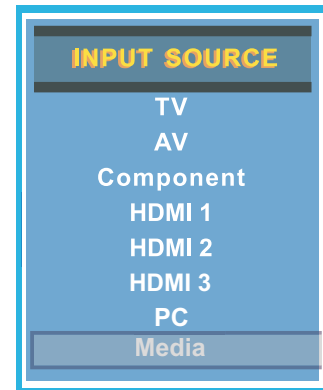 INPUT SOURCE
TV
AV
Component
HDMI 1
HDMI 2
HDMI 3
PC
Media